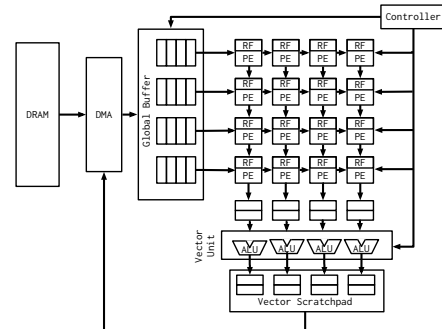 Controller
DRAM
DMA
Global Buffer
RF RF RF RF
PE PE PE PE
RF RF RF RF
PE PE PE PE
RF RF RF RF
PE PE PE PE
RF RF RF RF
PE PE PE PE
Vector
Unit
ALU ALU ALU ALU
Vector Scratchpad